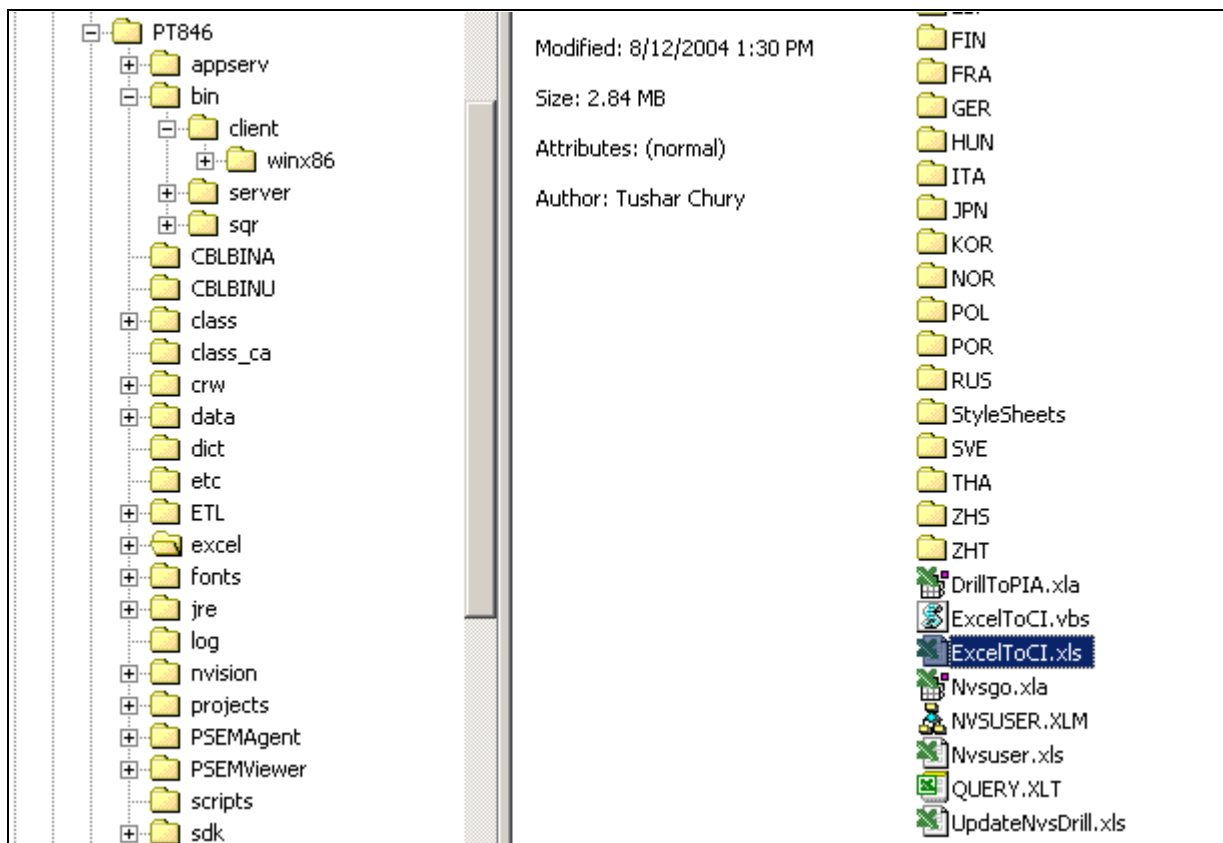 PT846
appserv
bin
client
winx86
server
sqr
CBLBINA
CBLBINU
class
class_ca
crw
data
dict
etc
ETL
excel
fonts
jre
log
nvision
projects
PSEMAgent
PSEMViewer
scripts
sdk
Modified: 8/12/2004 1:30 PM
Size: 2.84 MB
Attributes: (normal)
Author: Tushar Chury
FIN
FRA
GER
HUN
ITA
JPN
KOR
NOR
POL
POR
RUS
StyleSheets
SVE
THA
ZHS
ZHT
DrillToPIA.xla
ExcelToCI.vbs
ExcelToCI.xls
Nvsgo.xla
NVSUSER.XLM
Nvsuser.xls
QUERY.XLT
UpdateNvsDrill.xls